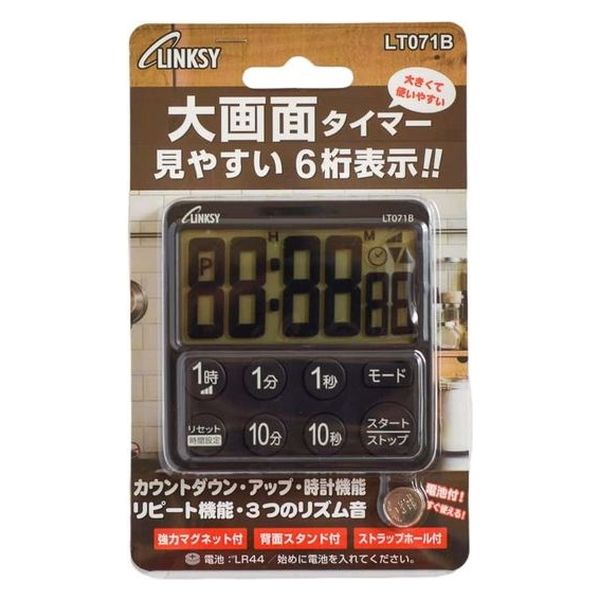 LINKSY
LT071B
大きくて
使いやすい
大画面タイマー
見やすい6桁表示!!
LINKSY LT071B
H M
P 88:88 88
1時 1分 1秒 モード
リセット
時間設定
10分 10秒
スタート
ストップ
カウントダウン・アップ・時計機能
リピート機能・3つのリズム音
電池付!
すぐ使える!
強力マグネット付 背面スタンド付 ストラップホール付
電池:"LR44/始めに電池を入れてください。